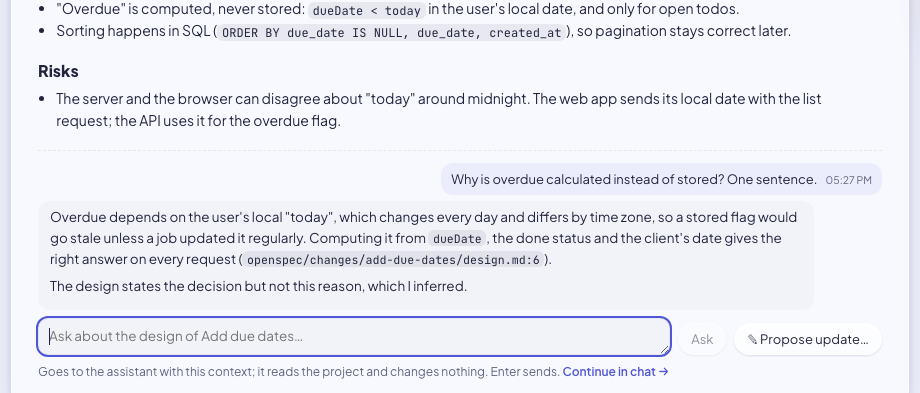 • "Overdue" is computed, never stored: dueDate < today in the user's local date, and only for open todos.
• Sorting happens in SQL (ORDER BY due_date IS NULL, due_date, created_at), so pagination stays correct later.
Risks
• The server and the browser can disagree about "today" around midnight. The web app sends its local date with the list
request; the API uses it for the overdue flag.
Why is overdue calculated instead of stored? One sentence. 05:27 PM
Overdue depends on the user's local "today", which changes every day and differs by time zone, so a stored flag would
go stale unless a job updated it regularly. Computing it from dueDate, the done status and the client's date gives the
right answer on every request (openspec/changes/add-due-dates/design.md:6).
The design states the decision but not this reason, which I inferred.
Ask about the design of Add due dates…
Ask
✎ Propose update…
Goes to the assistant with this context; it reads the project and changes nothing. Enter sends. Continue in chat →